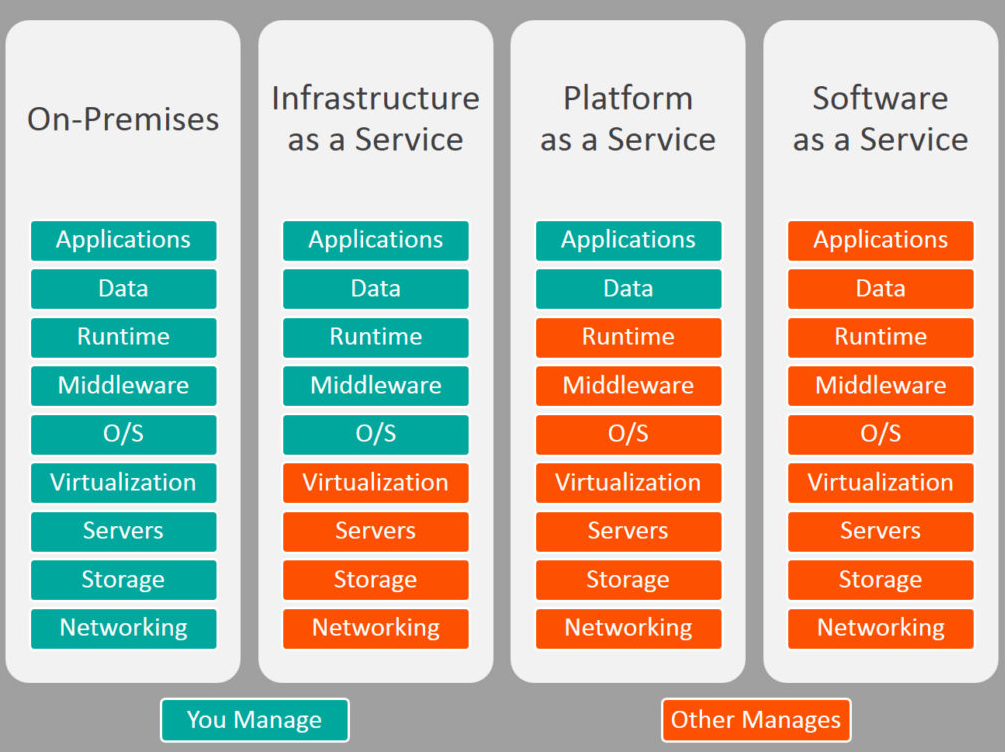 On-Premises
Applications
Data
Runtime
Middleware
O/S
Virtualization
Servers
Storage
Networking
Infrastructure
as a Service
Applications
Data
Runtime
Middleware
O/S
Virtualization
Servers
Storage
Networking
Platform
as a Service
Applications
Data
Runtime
Middleware
O/S
Virtualization
Servers
Storage
Networking
Software
as a Service
Applications
Data
Runtime
Middleware
O/S
Virtualization
Servers
Storage
Networking
You Manage
Other Manages